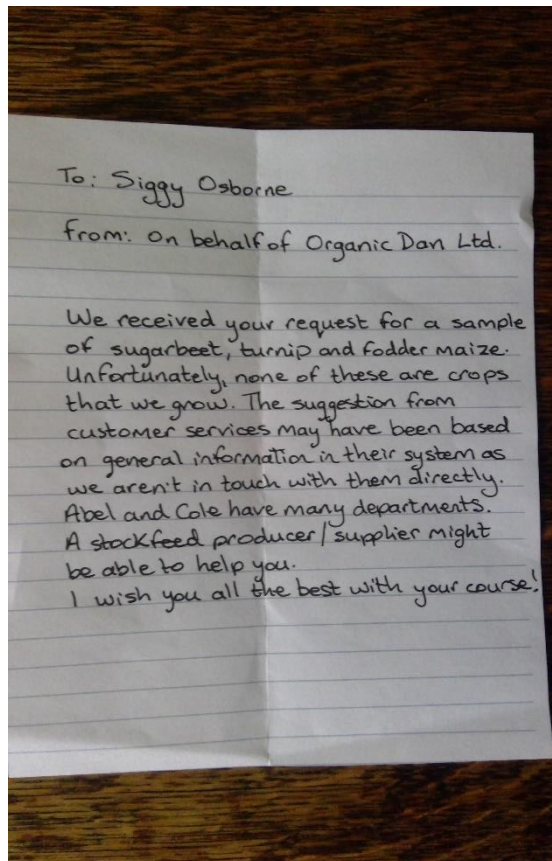 To: Siggy Osborne
from: On behalf of Organic Dan Ltd.
We received your request for a sample
of sugarbeet, turnip and fodder maize.
Unfortunately, none of these are crops
that we grow. The suggestion from
customer services may have been based
on general information in their system as
we aren't in touch with them directly.
Abel and Cole have many departments.
A stockfeed producer/supplier might
be able to help you.
I wish you all the best with your course!